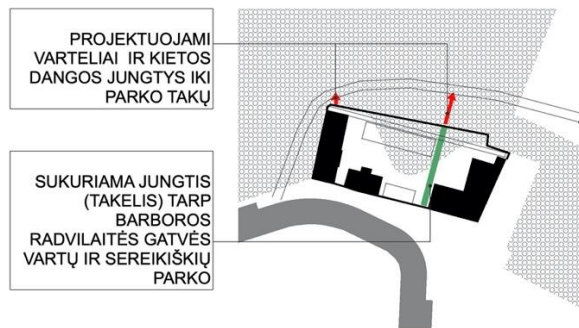 PROJEKTUOJAMI
VARTELIAI IR KIETOS
DANGOS JUNGTYS IKI
PARKO TAKŲ
SUKURIAMA JUNGTIS
(TAKELIS) TARP
BARBOROS
RADVILAITĖS GATVĖS
VARTŲ IR SEREIKIŠKIŲ
PARKO